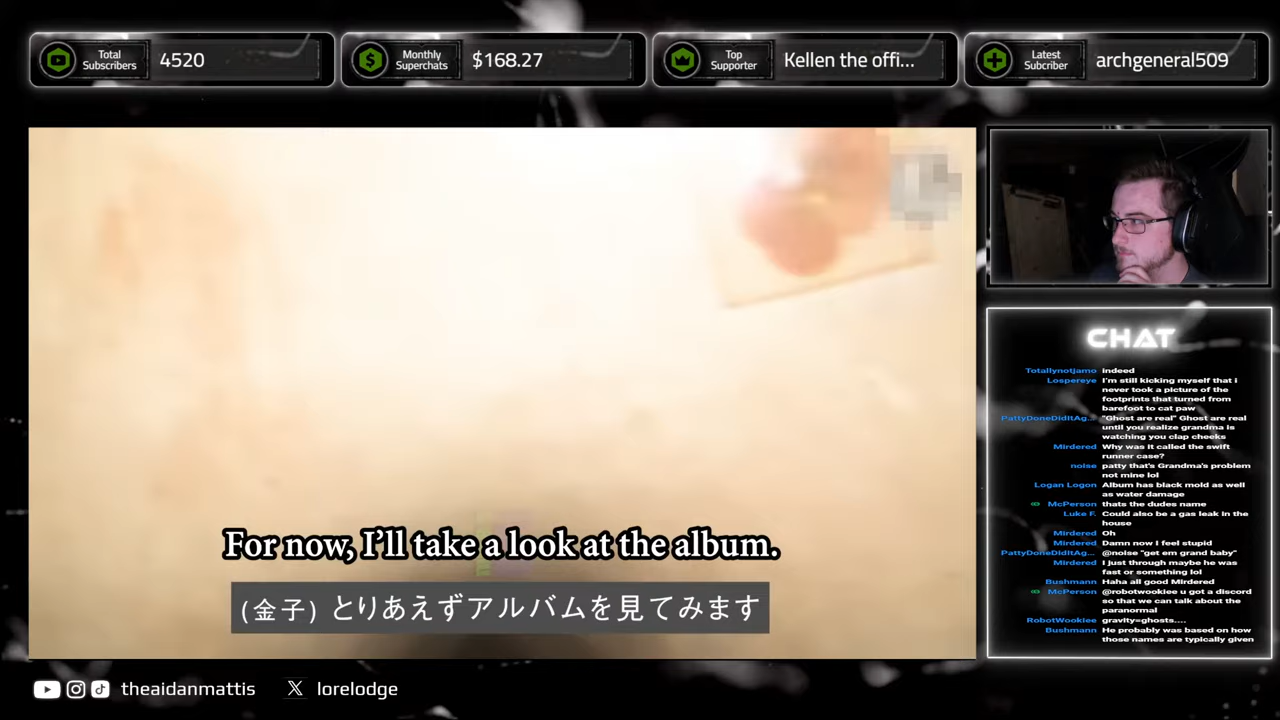 Total
Subscribers
4520
Monthly
Superchats
$168.27
Top
Supporter
Kellen the offi...
Latest
Subcriber
archgeneral509
For now, I'll take a look at the album.
(金子) とりあえずアルバムを見てみます
CHAT
Totallynotjamo indeed
Lospereye I'm still kicking myself that i
never took a picture of the
footprints that turned from
barefoot to cat paw
PattyDoneDidItAg... "Ghost are real" Ghost are real
until you realize grandma is
watching you clap cheeks
Mirdered Why was it called the swift
runner case?
noise patty that's Grandma's problem
not mine lol
Logan Logon Album has black mold as well
as water damage
McPerson thats the dudes name
Luke F. Could also be a gas leak in the
house
Mirdered Oh
Mirdered Damn now I feel stupid
PattyDoneDidItAg... @noise "get em grand baby"
Mirdered I just through maybe he was
fast or something lol
Bushmann Haha all good Mirdered
McPerson @robotwookiee u got a discord
so that we can talk about the
paranormal
RobotWookiee gravity=ghosts....
Bushmann He probably was based on how
those names are typically given
theaidanmattis
lorelodge